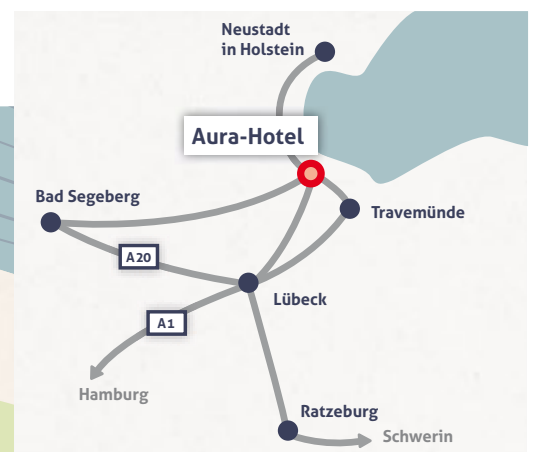 Neustadt
in Holstein
Aura-Hotel
Bad Segeberg
Travemünde
A20
Lübeck
A1
Hamburg
Ratzeburg
Schwerin